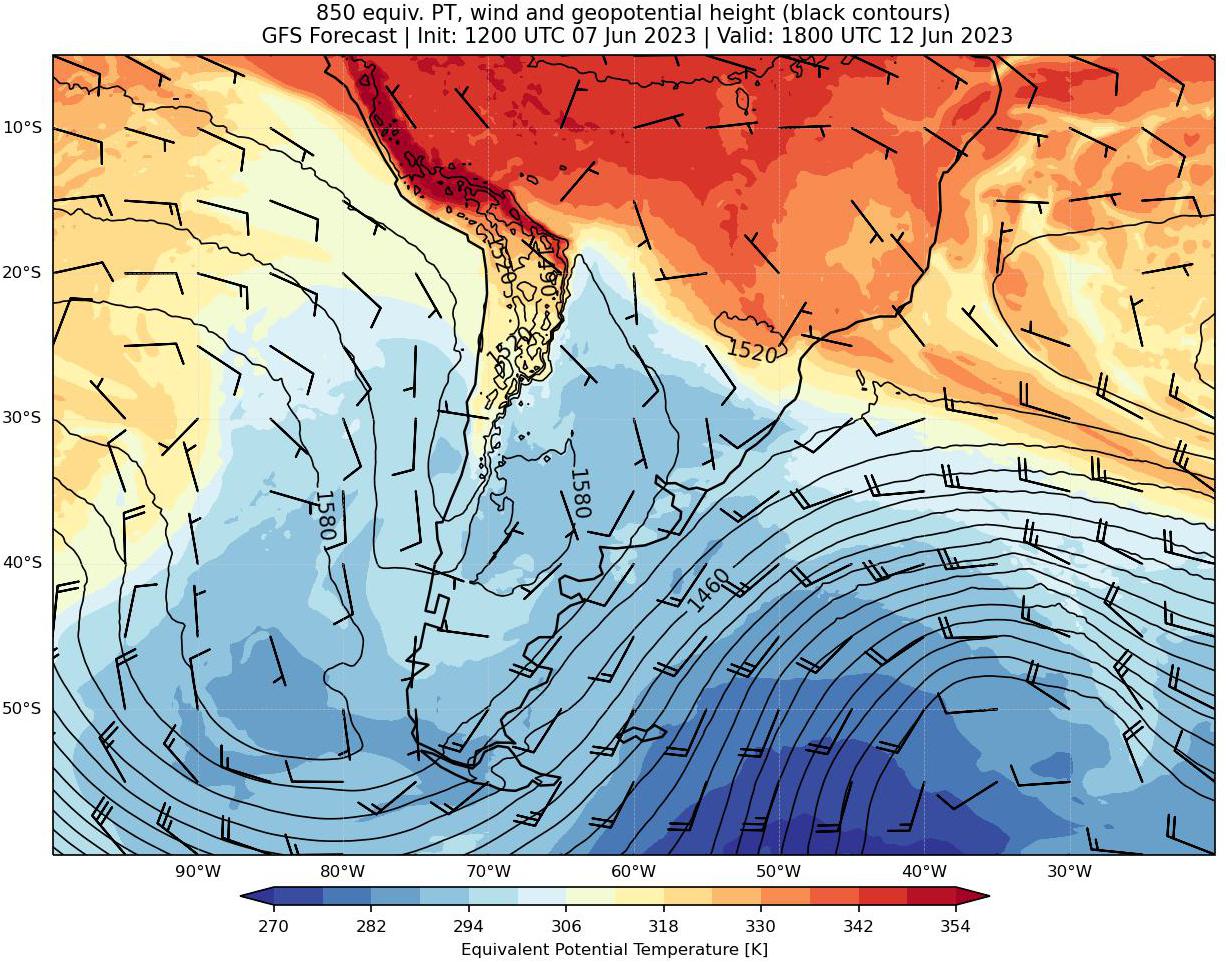 850 equiv. PT, wind and geopotential height (black contours)
GFS Forecast | Init: 1200 UTC 07 Jun 2023 | Valid: 1800 UTC 12 Jun 2023
10°S
20°S
30°S
40°S
50°S
1520
1520
1580
1580
1460
90°W 80°W 70°W 60°W 50°W 40°W 30°W
270 282 294 306 318 330 342 354
Equivalent Potential Temperature [K]